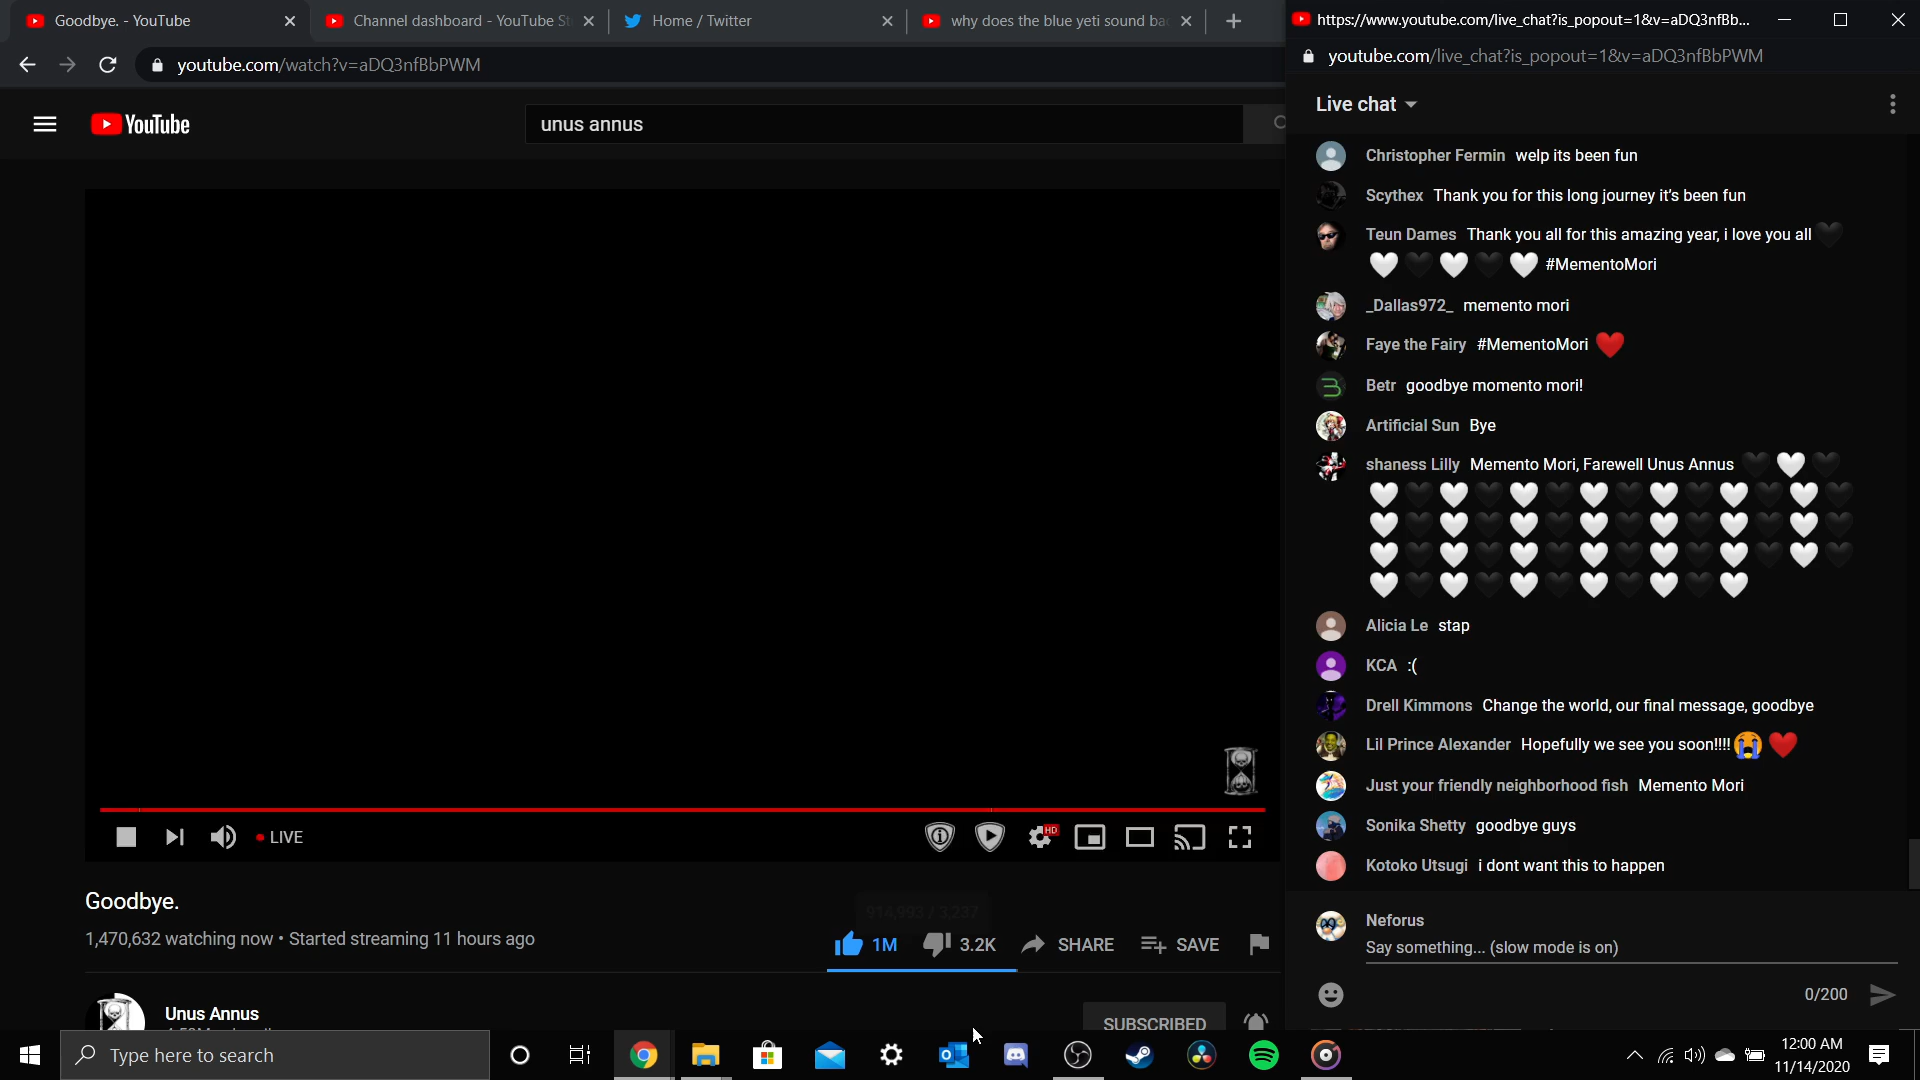 Goodbye. - YouTube
Channel dashboard - YouTube St
Home / Twitter
why does the blue yeti sound ba
https://www.youtube.com/live_chat?is_popout=1&v=aDQ3nfBb...
youtube.com/watch?v=aDQ3nfBbPWM
youtube.com/live_chat?is_popout=1&v=aDQ3nfBbPWM
YouTube
unus annus
Live chat
Christopher Fermin welp its been fun
Scythex Thank you for this long journey it's been fun
Teun Dames Thank you all for this amazing year, i love you all 🖤
🤍🖤🤍🖤🤍 #MementoMori
_Dallas972_ memento mori
Faye the Fairy #MementoMori ❤️
Betr goodbye momento mori!
Artificial Sun Bye
shaness Lilly Memento Mori, Farewell Unus Annus 🖤🤍🖤
🤍🖤🤍🖤🤍🖤🤍🖤🤍🖤🤍🖤🤍🖤
🤍🖤🤍🖤🤍🖤🤍🖤🤍🖤🤍🖤🤍🖤
🤍🖤🤍🖤🤍🖤🤍🖤🤍🖤🤍🖤🤍🖤
🤍🖤🤍🖤🤍🖤🤍🖤🤍🖤🤍
Alicia Le stap
KCA :(
Drell Kimmons Change the world, our final message, goodbye
Lil Prince Alexander Hopefully we see you soon!!!! 😭❤️
Just your friendly neighborhood fish Memento Mori
Sonika Shetty goodbye guys
Kotoko Utsugi i dont want this to happen
Neforus
Say something... (slow mode is on)
0/200
LIVE
HD
Goodbye.
914,993 / 3,237
1,470,632 watching now • Started streaming 11 hours ago
1M
3.2K
SHARE
SAVE
Unus Annus
SUBSCRIBED
Type here to search
12:00 AM
11/14/2020